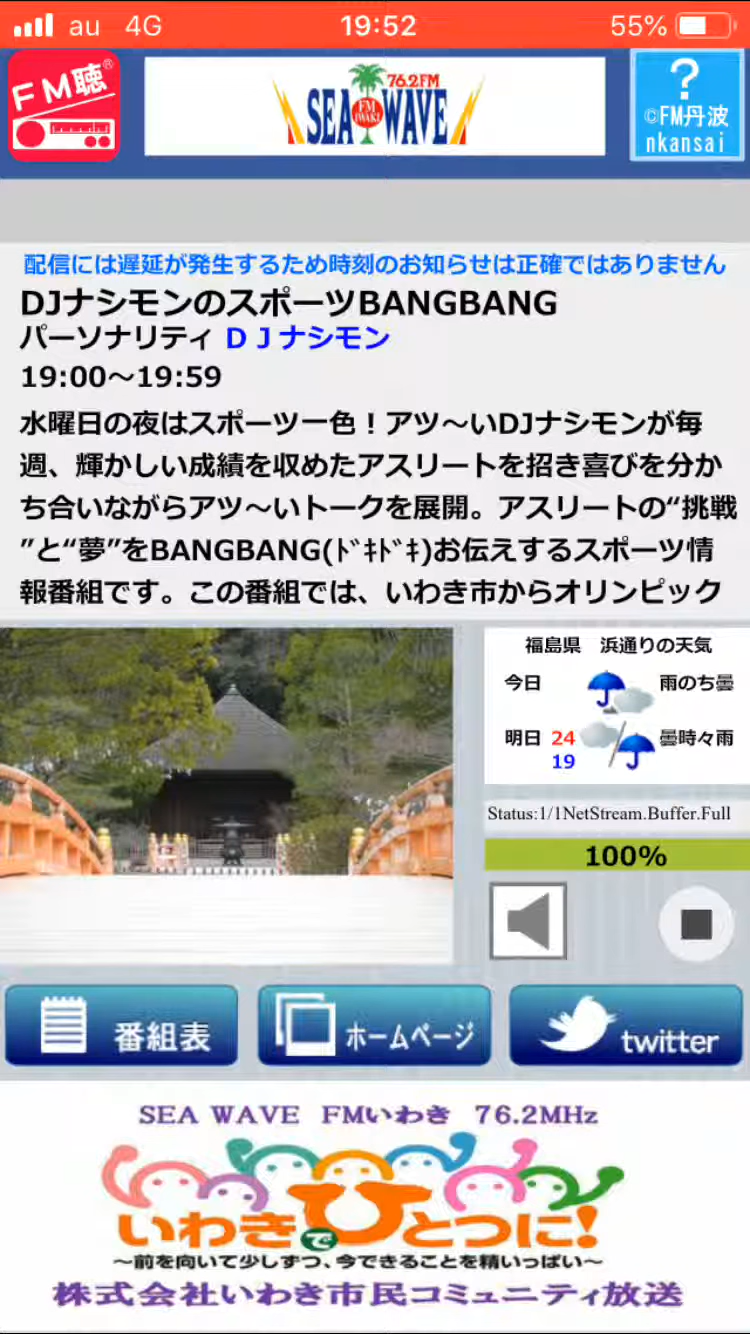 au 4G 19:52 55%
FM聴®
76.2FM
SEA FM IWAKI WAVE
?
©FM丹波
nkansai
配信には遅延が発生するため時刻のお知らせは正確ではありません
DJナシモンのスポーツBANGBANG
パーソナリティ ＤＪナシモン
19:00〜19:59
水曜日の夜はスポーツ一色！アツ〜いDJナシモンが毎
週、輝かしい成績を収めたアスリートを招き喜びを分か
ち合いながらアツ〜いトークを展開。アスリートの“挑戦
”と“夢”をBANGBANG(ﾄﾞｷﾄﾞｷ)お伝えするスポーツ情
報番組です。この番組では、いわき市からオリンピック
福島県 浜通りの天気
今日 雨のち曇
明日 24 曇時々雨
19
Status:1/1NetStream.Buffer.Full
100%
番組表 ホームページ twitter
SEA WAVE FMいわき 76.2MHz
いわきでひとつに!
〜前を向いて少しずつ、今できることを精いっぱい〜
株式会社いわき市民コミュニティ放送